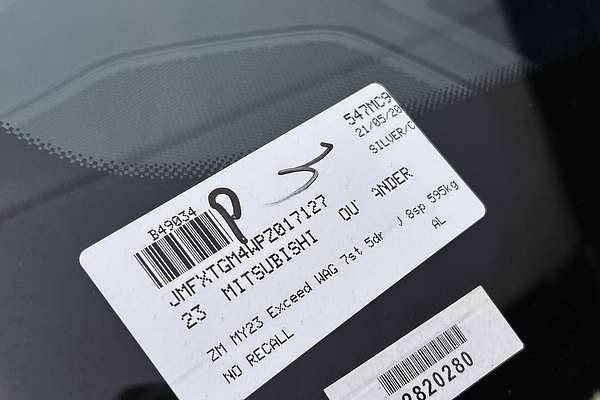 547MC9
21/05/20
SILVER/C
B49034
P
JMFXTGM4WPZ017127
23 MITSUBISHI OU ANDER
ZM MY23 Exceed WAG 7st 5dr J 8sp 595kg
NO RECALL AL
8820280